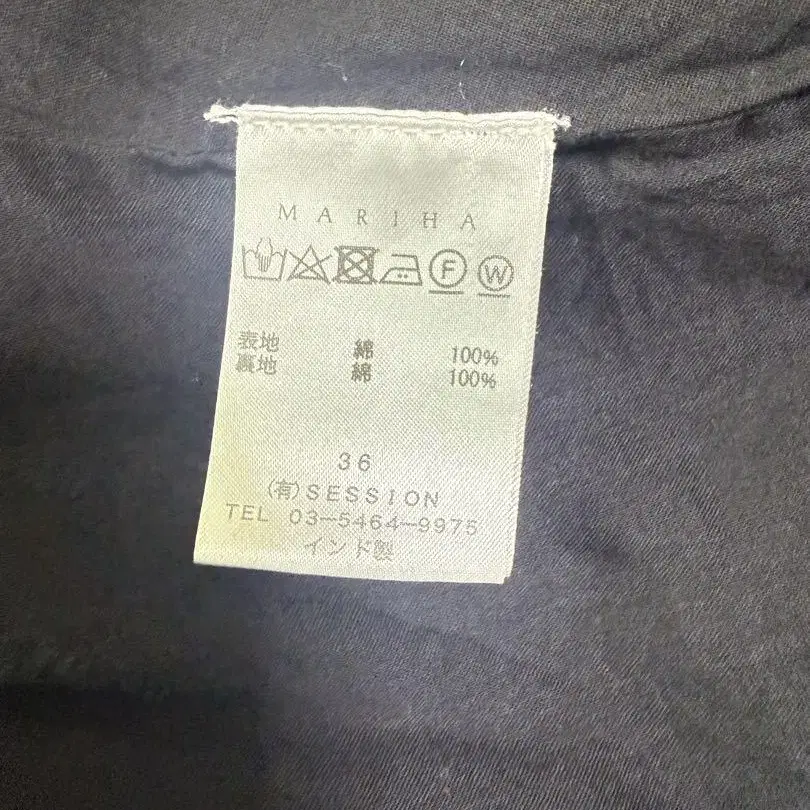 MARIHA
F W
表地 綿 100%
裏地 綿 100%
36
(有)SESSION
TEL 03-5464-9975
インド製